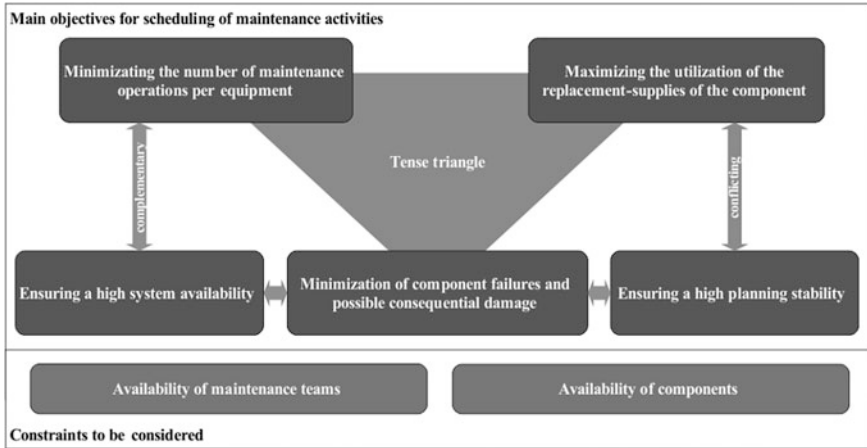 Main objectives for scheduling of maintenance activities
Minimizating the number of maintenance
operations per equipment
Maximizing the utilization of the
replacement-supplies of the component
Tense triangle
complementary
conflicting
Ensuring a high system availability
Minimization of component failures and
possible consequential damage
Ensuring a high planning stability
Availability of maintenance teams
Availability of components
Constraints to be considered